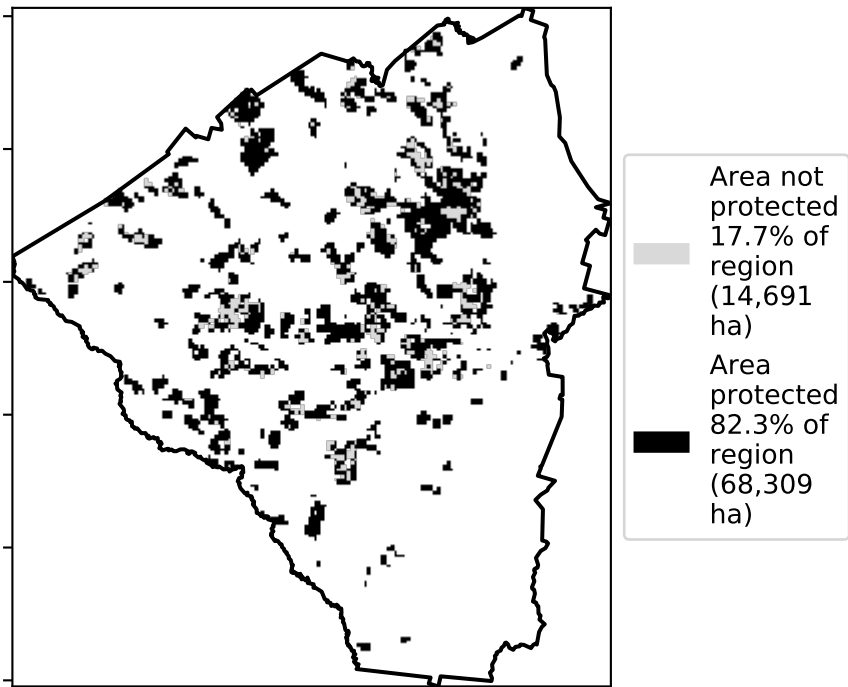 Area not
protected
17.7% of
region
(14,691
ha)
Area
protected
82.3% of
region
(68,309
ha)